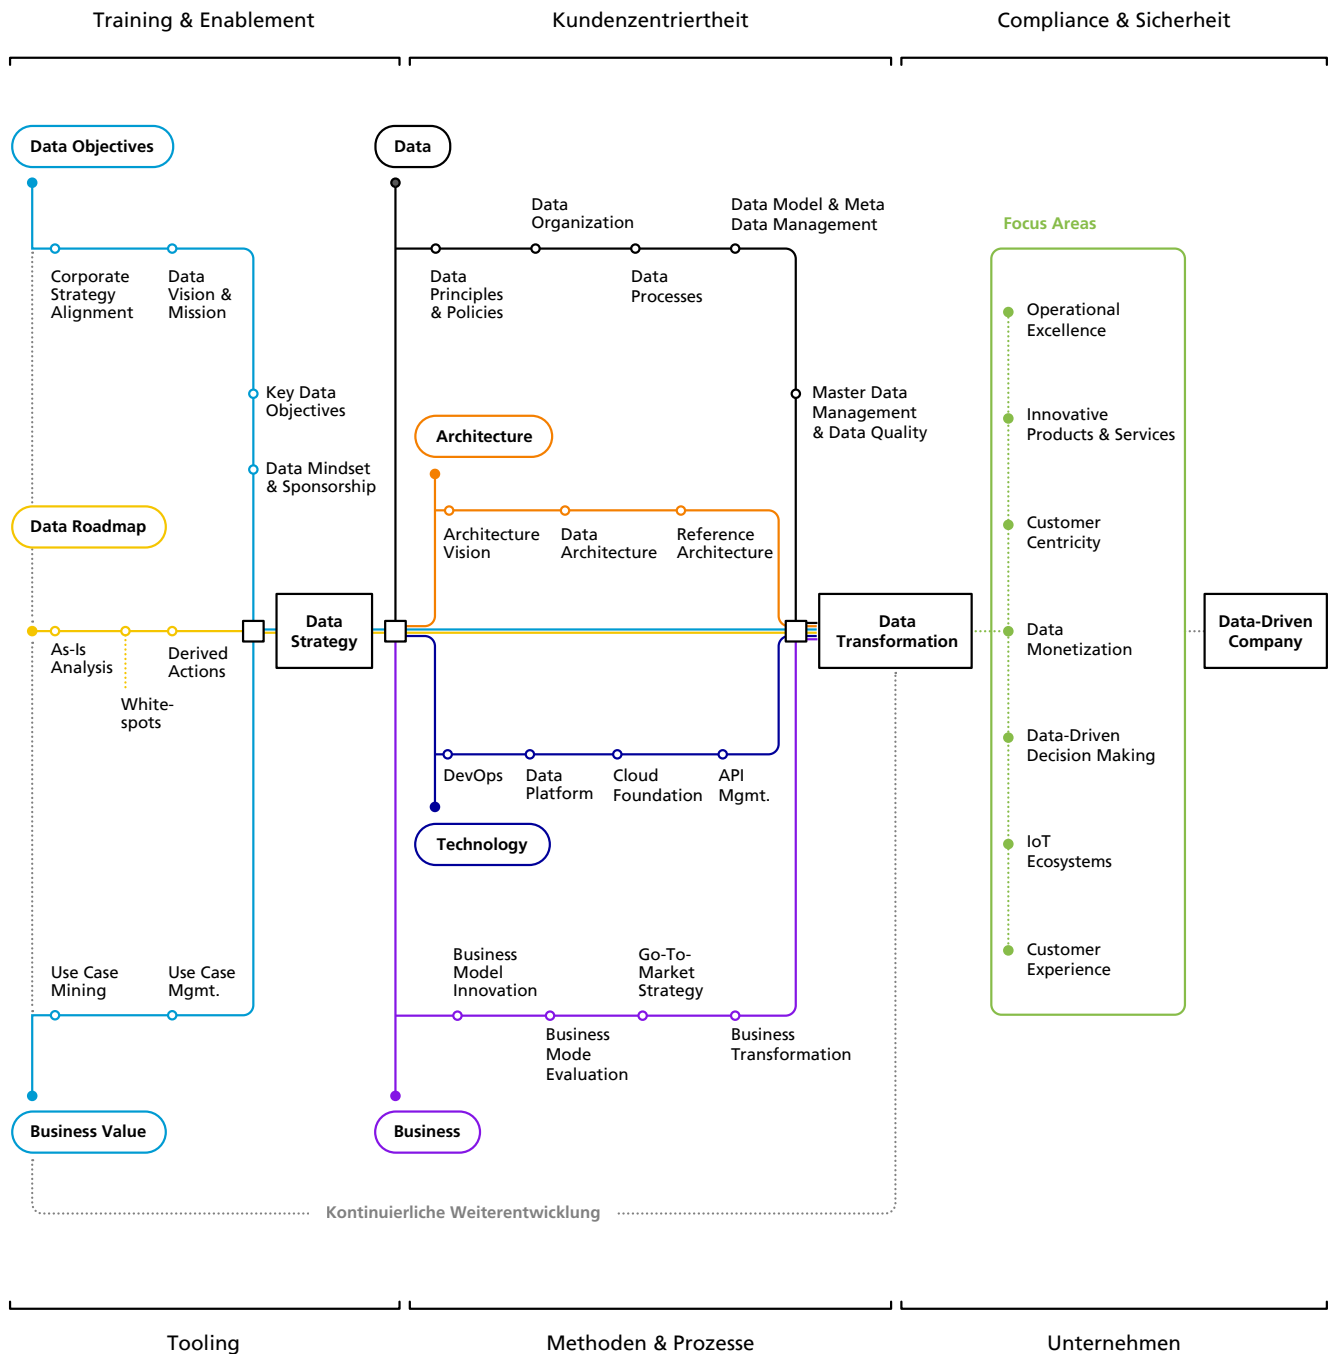 Training & Enablement
Kundenzentriertheit
Compliance & Sicherheit
Data Objectives
Corporate
Strategy
Alignment
Data
Vision &
Mission
Key Data
Objectives
Data Mindset
& Sponsorship
Data Roadmap
As-Is
Analysis
White-
spots
Derived
Actions
Data
Strategy
Use Case
Mining
Use Case
Mgmt.
Business Value
Data
Data
Principles
& Policies
Data
Organization
Data
Processes
Data Model & Meta
Data Management
Master Data
Management
& Data Quality
Architecture
Architecture
Vision
Data
Architecture
Reference
Architecture
Data
Transformation
DevOps
Data
Platform
Cloud
Foundation
API
Mgmt.
Technology
Business
Model
Innovation
Business
Mode
Evaluation
Go-To-
Market
Strategy
Business
Transformation
Business
Focus Areas
Operational
Excellence
Innovative
Products & Services
Customer
Centricity
Data
Monetization
Data-Driven
Decision Making
IoT
Ecosystems
Customer
Experience
Data-Driven
Company
Kontinuierliche Weiterentwicklung
Tooling
Methoden & Prozesse
Unternehmen